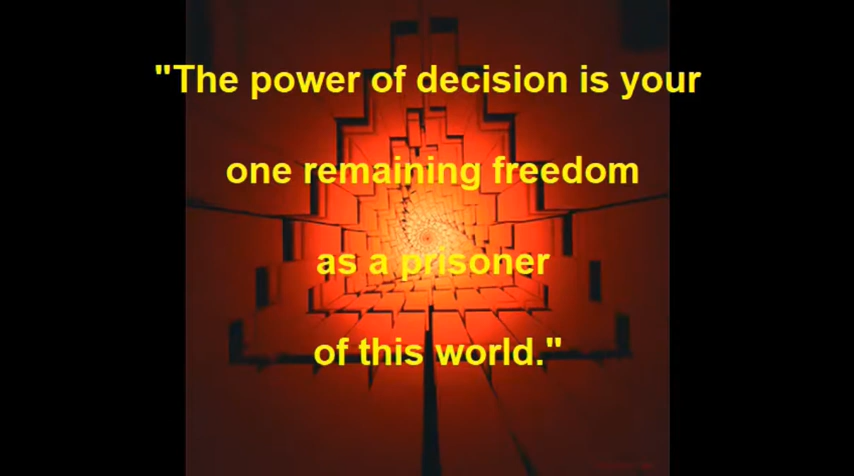 "The power of decision is your
one remaining freedom
as a prisoner
of this world."